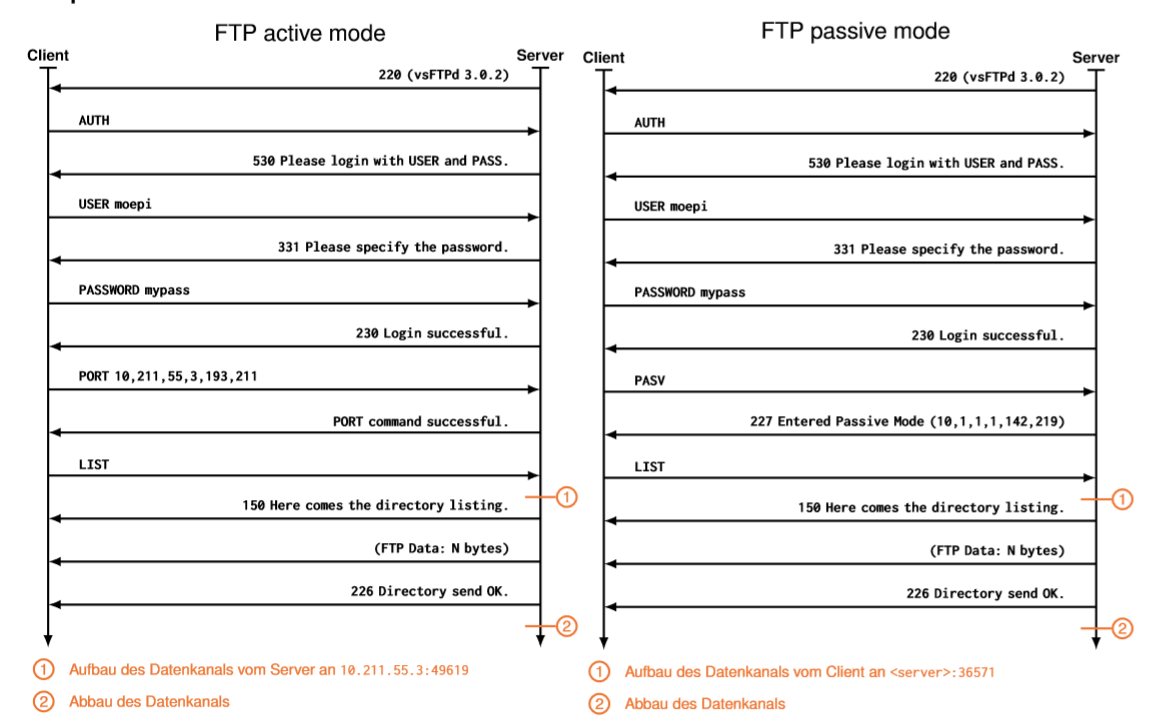 FTP active mode
Client
Server
220 (vsFTPd 3.0.2)
AUTH
530 Please login with USER and PASS.
USER moepi
331 Please specify the password.
PASSWORD mypass
230 Login successful.
PORT 10,211,55,3,193,211
PORT command successful.
LIST
1
150 Here comes the directory listing.
(FTP Data: N bytes)
226 Directory send OK.
2
1 Aufbau des Datenkanals vom Server an 10.211.55.3:49619
2 Abbau des Datenkanals
FTP passive mode
Client
Server
220 (vsFTPd 3.0.2)
AUTH
530 Please login with USER and PASS.
USER moepi
331 Please specify the password.
PASSWORD mypass
230 Login successful.
PASV
227 Entered Passive Mode (10,1,1,1,142,219)
LIST
1
150 Here comes the directory listing.
(FTP Data: N bytes)
226 Directory send OK.
2
1 Aufbau des Datenkanals vom Client an <server>:36571
2 Abbau des Datenkanals